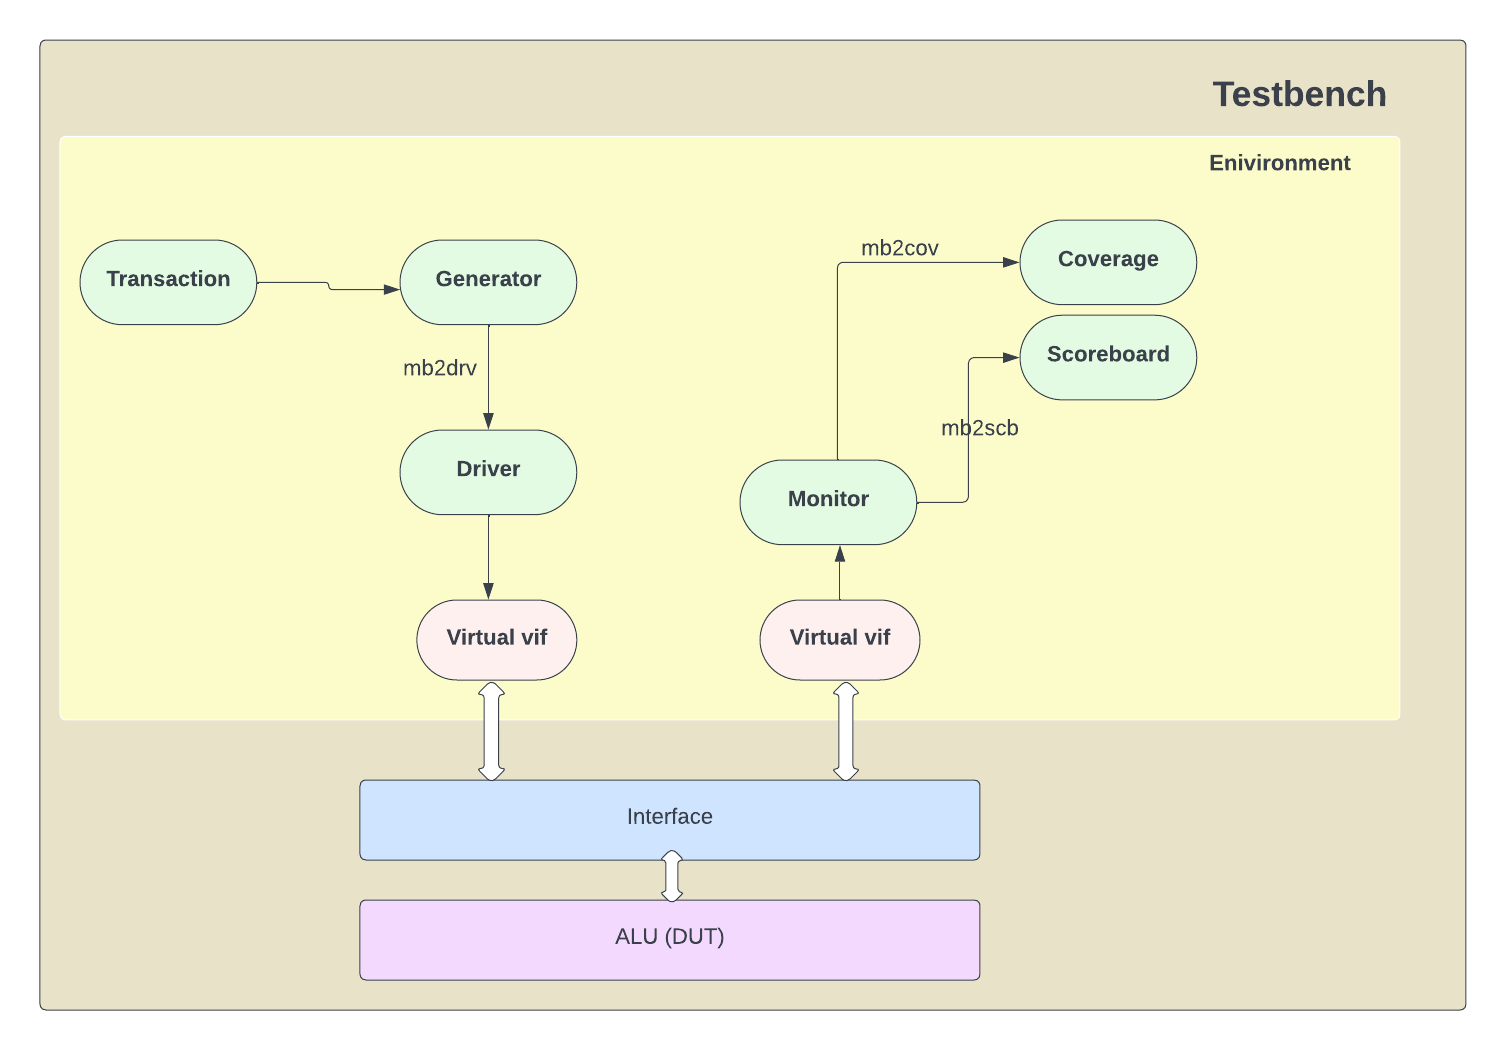 Testbench
Enivironment
Transaction
Generator
mb2cov
Coverage
mb2drv
Scoreboard
mb2scb
Driver
Monitor
Virtual vif
Virtual vif
Interface
ALU (DUT)